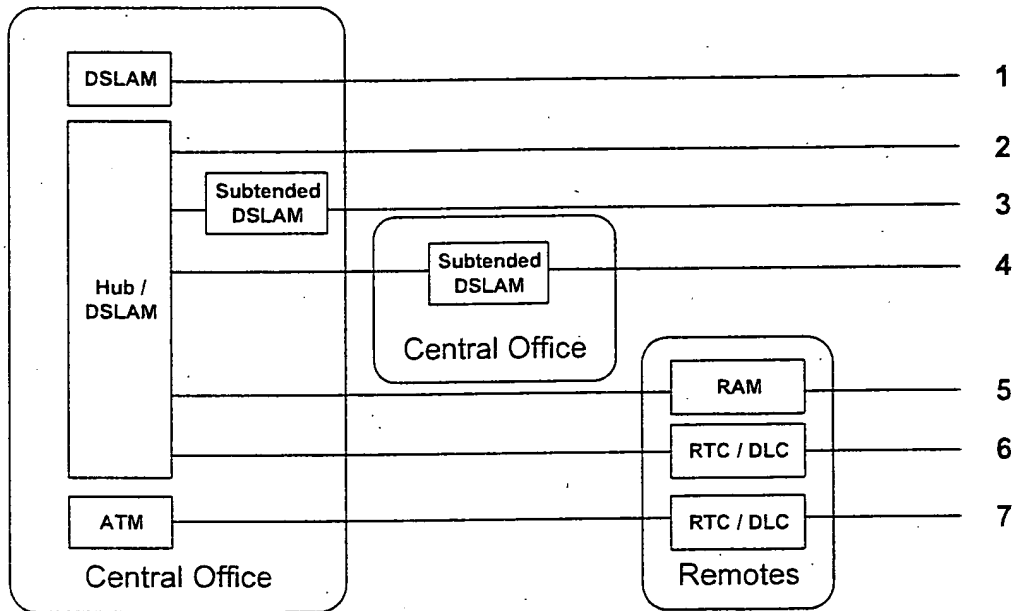 DSLAM
1
2
Subtended
DSLAM
3
Subtended
DSLAM
4
Hub /
DSLAM
Central Office
RAM
5
RTC / DLC
6
ATM
RTC / DLC
7
Central Office
Remotes